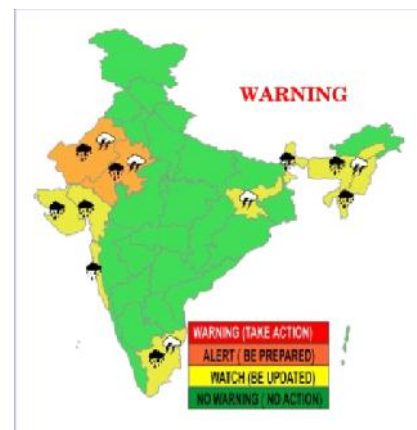 WARNING
WARNING (TAKE ACTION)
ALERT ( BE PREPARED)
WATCH (BE UPDATED)
NO WARNING ( NO ACTION)